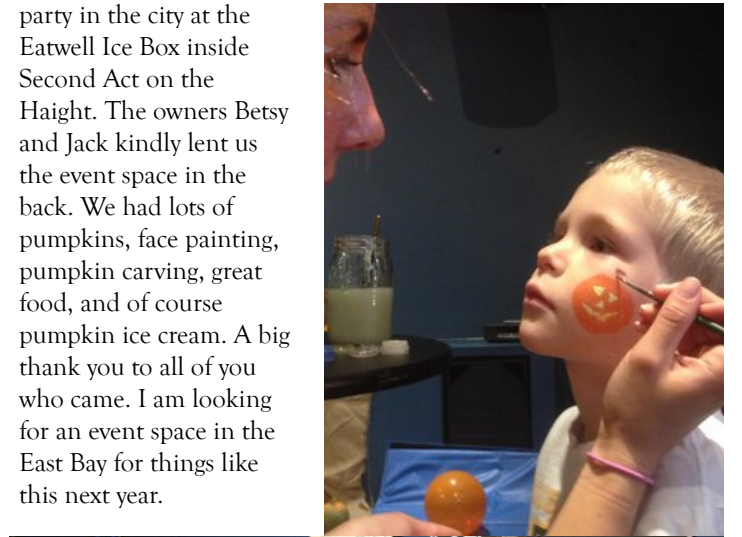 party in the city at the
Eatwell Ice Box inside
Second Act on the
Haight. The owners Betsy
and Jack kindly lent us
the event space in the
back. We had lots of
pumpkins, face painting,
pumpkin carving, great
food, and of course
pumpkin ice cream. A big
thank you to all of you
who came. I am looking
for an event space in the
East Bay for things like
this next year.